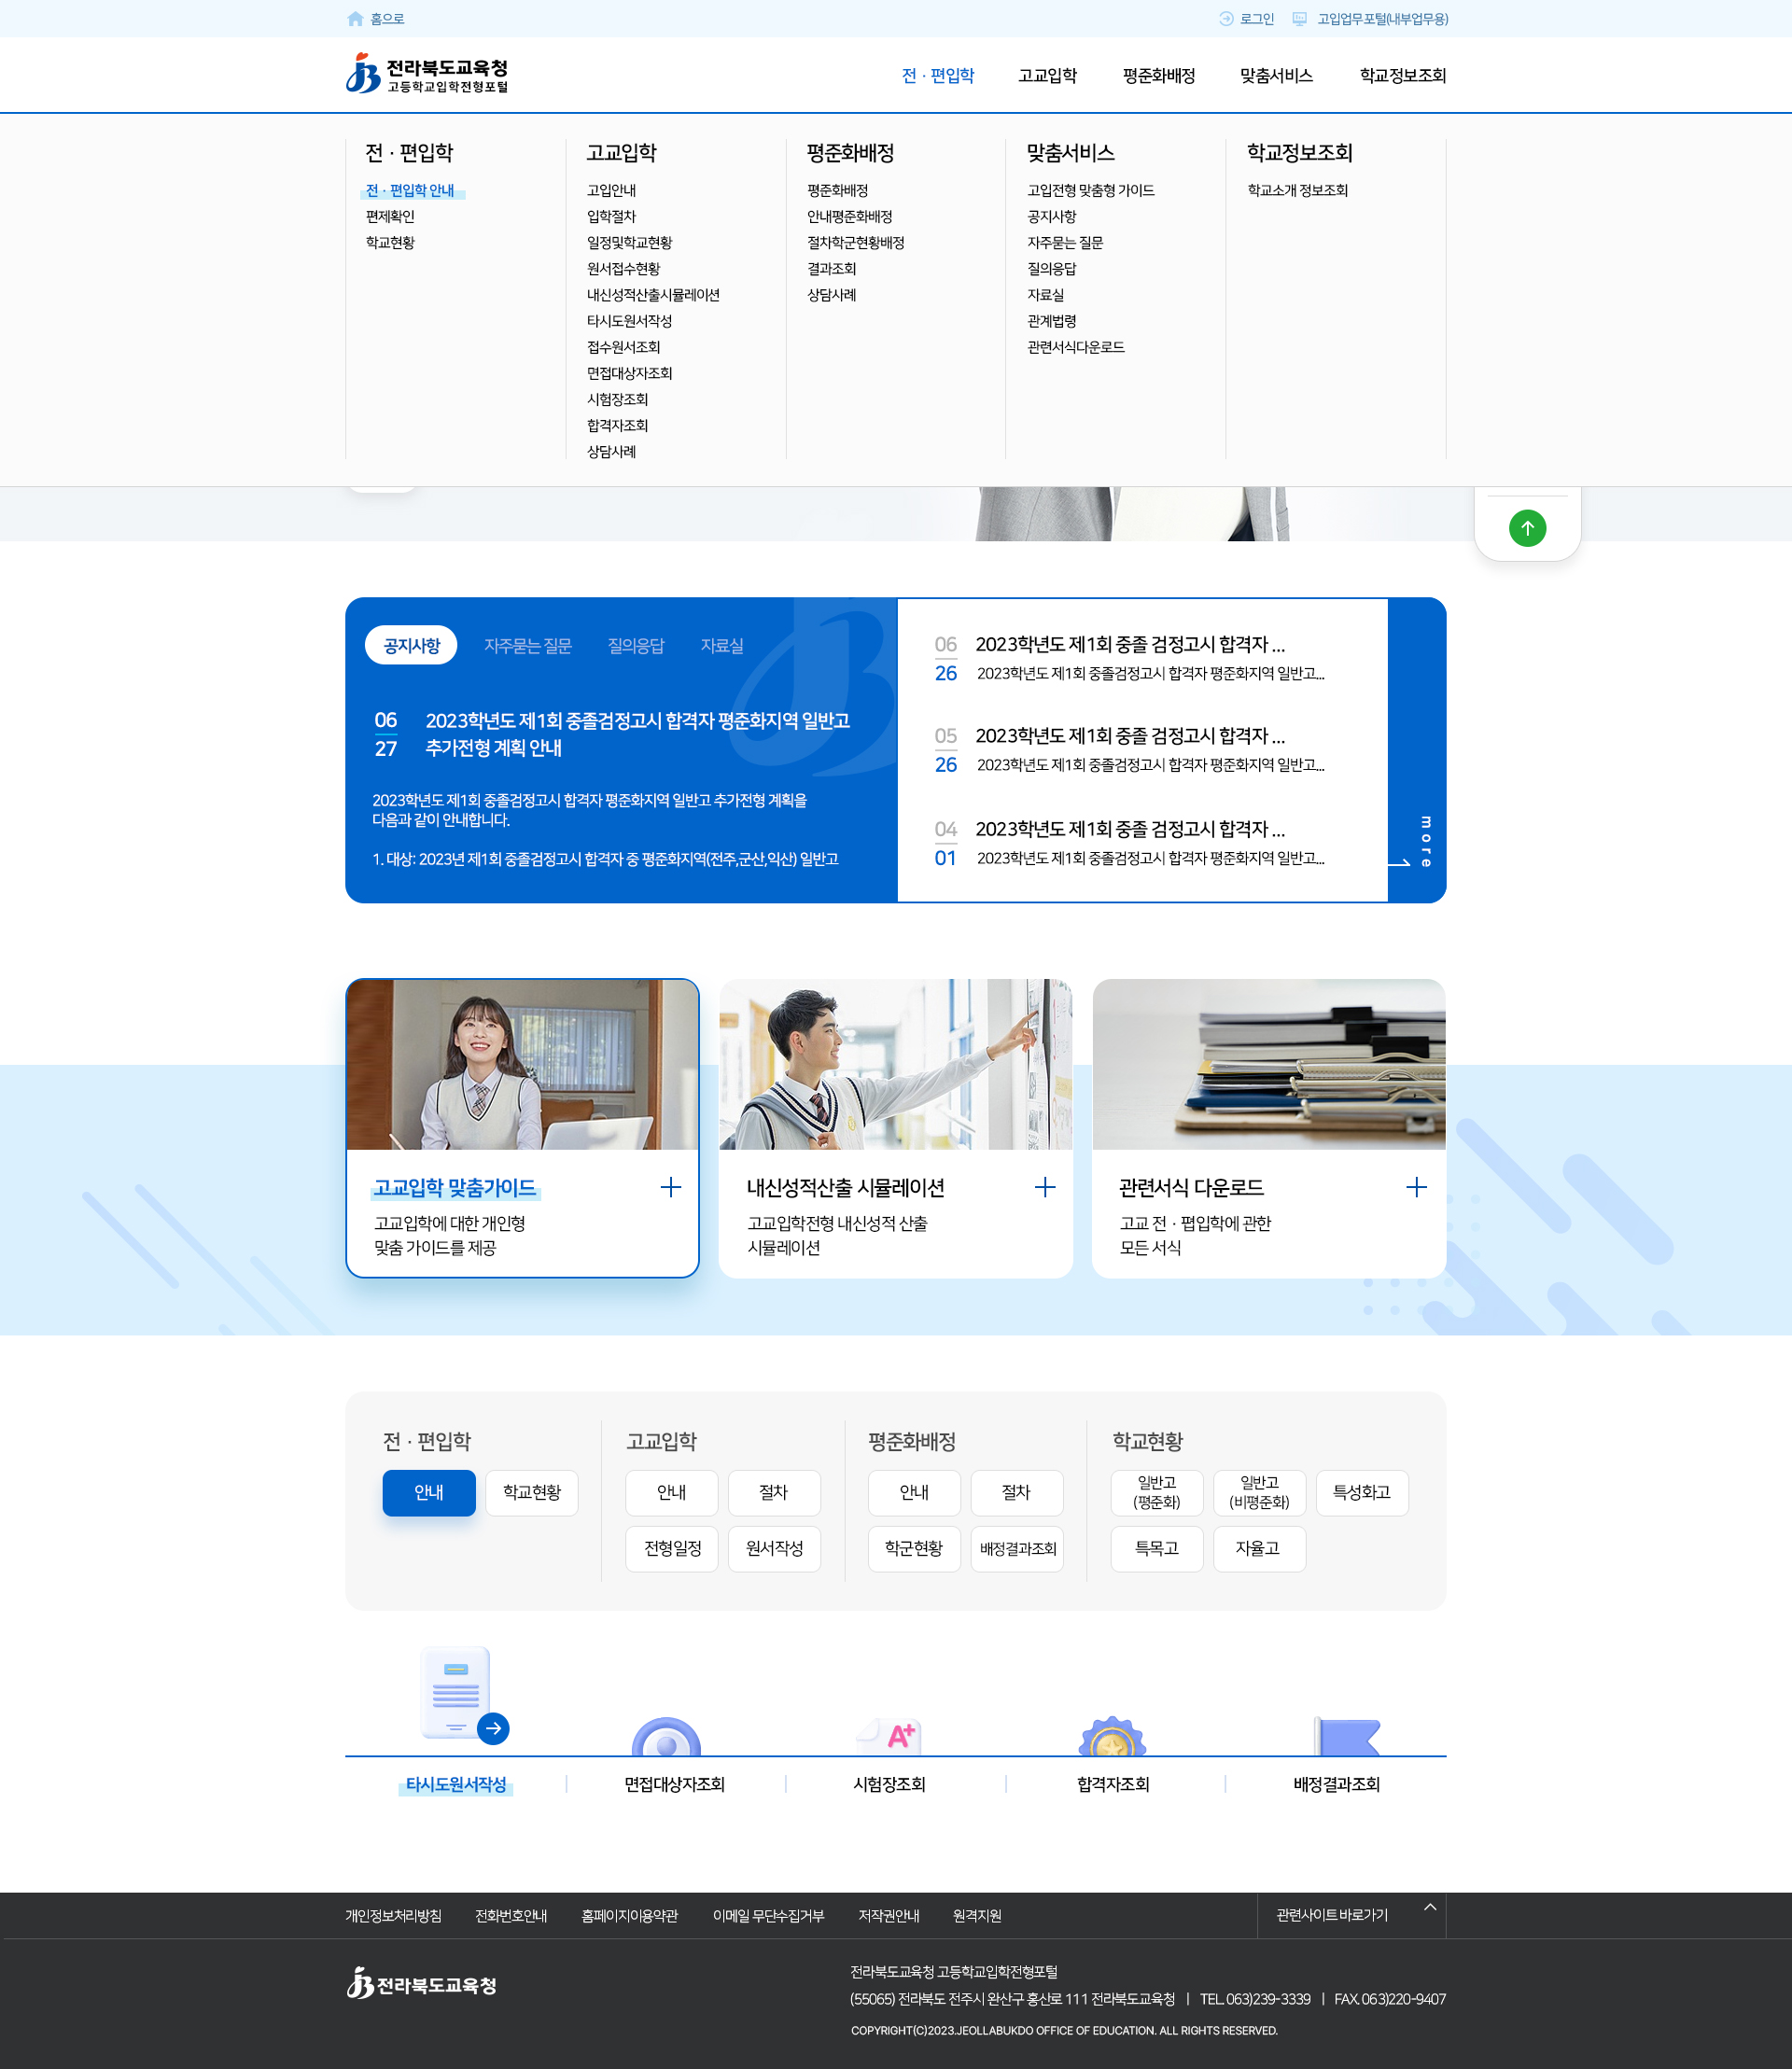 홈으로
로그인
고입업무포털(내부업무용)
전라북도교육청
고등학교입학전형포털
전 · 편입학
고교입학
평준화배정
맞춤서비스
학교정보조회
전 · 편입학
전 · 편입학 안내
편제확인
학교현황
고교입학
고입안내
입학절차
일정및학교현황
원서접수현황
내신성적산출시뮬레이션
타시도원서작성
접수원서조회
면접대상자조회
시험장조회
합격자조회
상담사례
평준화배정
평준화배정
안내평준화배정
절차학군현황배정
결과조회
상담사례
맞춤서비스
고입전형 맞춤형 가이드
공지사항
자주묻는 질문
질의응답
자료실
관계법령
관련서식다운로드
학교정보조회
학교소개 정보조회
공지사항
자주묻는 질문
질의응답
자료실
06
27
2023학년도 제1회 중졸검정고시 합격자 평준화지역 일반고
추가전형 계획 안내
2023학년도 제1회 중졸검정고시 합격자 평준화지역 일반고 추가전형 계획을
다음과 같이 안내합니다.
1. 대상: 2023년 제1회 중졸검정고시 합격자 중 평준화지역(전주,군산,익산) 일반고
06
26
2023학년도 제1회 중졸 검정고시 합격자 ...
2023학년도 제1회 중졸검정고시 합격자 평준화지역 일반고...
05
26
2023학년도 제1회 중졸 검정고시 합격자 ...
2023학년도 제1회 중졸검정고시 합격자 평준화지역 일반고...
04
01
2023학년도 제1회 중졸 검정고시 합격자 ...
2023학년도 제1회 중졸검정고시 합격자 평준화지역 일반고...
more
고교입학 맞춤가이드
고교입학에 대한 개인형
맞춤 가이드를 제공
내신성적산출 시뮬레이션
고교입학전형 내신성적 산출
시뮬레이션
관련서식 다운로드
고교 전 · 편입학에 관한
모든 서식
전 · 편입학
안내
학교현황
고교입학
안내
절차
전형일정
원서작성
평준화배정
안내
절차
학군현황
배정결과조회
학교현황
일반고
(평준화)
일반고
(비평준화)
특성화고
특목고
자율고
A+
타시도원서작성
면접대상자조회
시험장조회
합격자조회
배정결과조회
개인정보처리방침
전화번호안내
홈페이지이용약관
이메일 무단수집거부
저작권안내
원격지원
관련사이트 바로가기
전라북도교육청
전라북도교육청 고등학교입학전형포털
(55065) 전라북도 전주시 완산구 홍산로 111 전라북도교육청 | TEL. 063)239-3339 | FAX. 063)220-9407
COPYRIGHT(C)2023.JEOLLABUKDO OFFICE OF EDUCATION. ALL RIGHTS RESERVED.